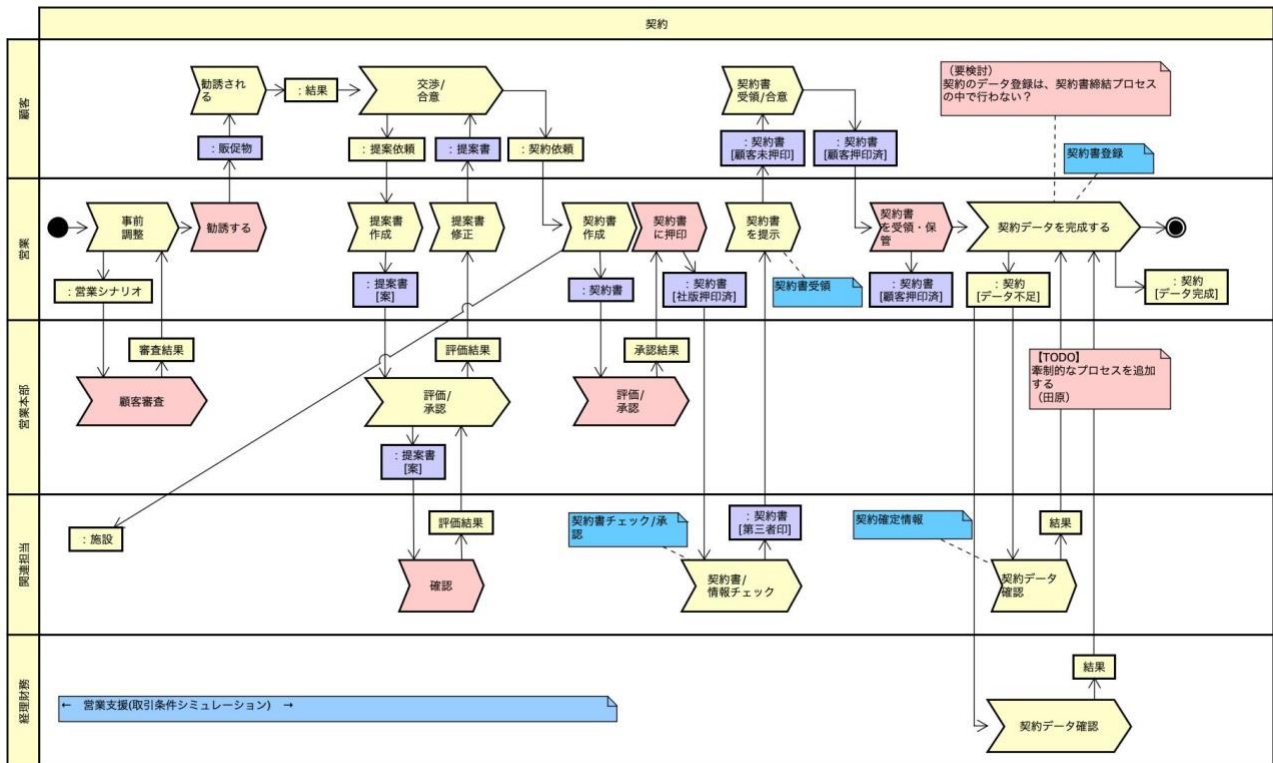 契約
顧客
勧誘され
る
：結果
交渉/
合意
契約書
受領/合意
（要検討）
契約のデータ登録は、契約書締結プロセス
の中で行わない？
：販促物
：提案依頼
：提案書
：契約依頼
：契約書
[顧客未押印]
：契約書
[顧客押印済]
契約書登録
営業
事前
調整
勧誘する
提案書
作成
提案書
修正
契約書
作成
契約書
に押印
契約書
を提示
契約書
を受領・保
管
契約データを完成する
：営業シナリオ
：提案書
[案]
：契約書
：契約書
[社版押印済]
契約書受領
：契約書
[顧客押印済]
：契約
[データ不足]
：契約
[データ完成]
営業本部
審査結果
評価結果
承認結果
【TODO】
牽制的なプロセスを追加
する
（田原）
顧客審査
評価/
承認
評価/
承認
：提案書
[案]
関連担当
：施設
評価結果
契約書チェック/承
認
：契約書
[第三者印]
契約確定情報
結果
確認
契約書/
情報チェック
契約データ
確認
経理財務
結果
←　営業支援(取引条件シミュレーション)　→
契約データ確認